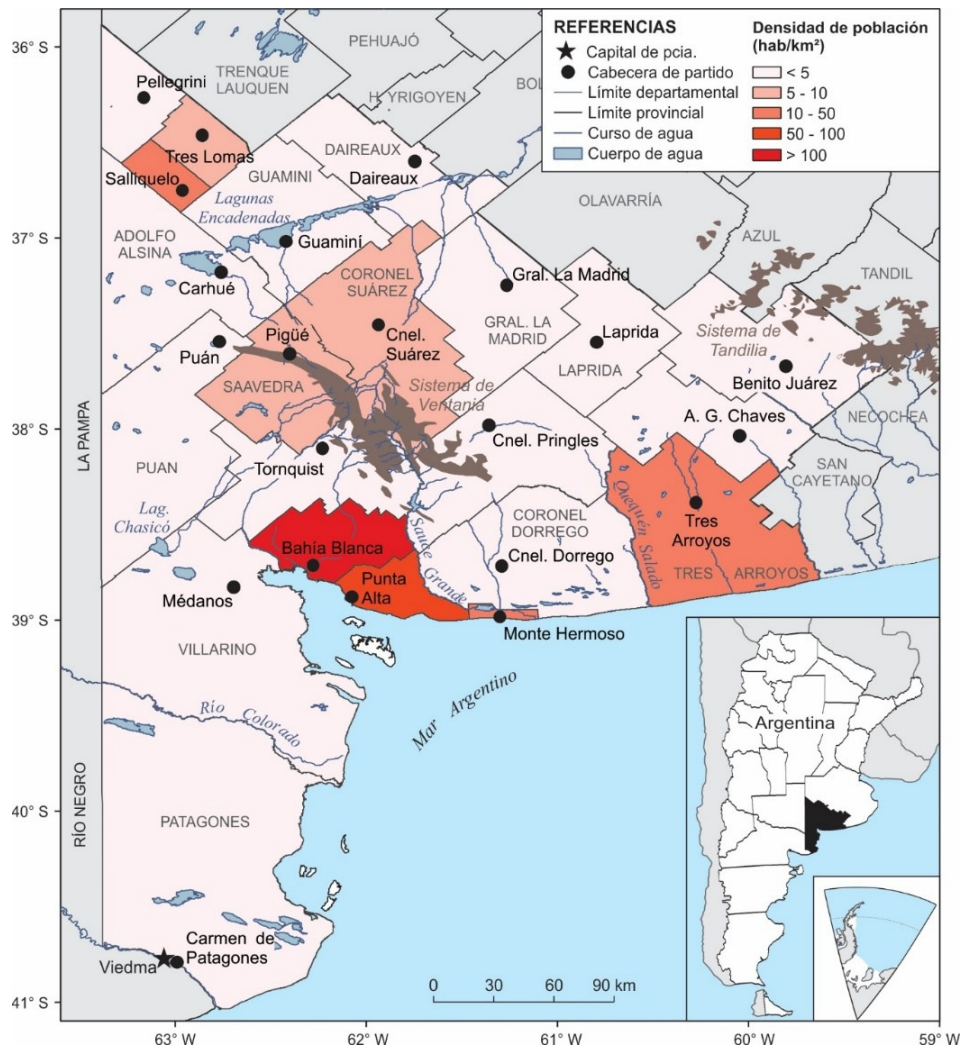 REFERENCIAS
Capital de pcia.
Cabecera de partido
Límite departamental
Límite provincial
Curso de agua
Cuerpo de agua
Densidad de población
(hab/km²)
< 5
5 - 10
10 - 50
50 - 100
> 100
36° S
37° S
38° S
39° S
40° S
41° S
PEHUAJÓ
TRENQUE
LAUQUEN
H. YRIGOYEN
BOL
Pellegrini
Tres Lomas
Salliqueló
DAIREAUX
Daireaux
GUAMINI
Lagunas
Encadenadas
OLAVARRÍA
ADOLFO
ALSINA
Guaminí
Carhué
CORONEL
SUÁREZ
Gral. La Madrid
AZUL
TANDIL
Puán
Pigüé
Cnel.
Suárez
GRAL. LA
MADRID
Laprida
LAPRIDA
Sistema de
Tandilia
Benito Juárez
SAAVEDRA
Sistema de
Ventania
LA PAMPA
NECOCHEA
A. G. Chaves
Cnel. Pringles
Tornquist
PUAN
SAN
CAYETANO
Lag.
Chasicó
Quequén Salado
Sauce Grande
CORONEL
DORREGO
Tres
Arroyos
TRES ARROYOS
Bahía Blanca
Cnel. Dorrego
Punta
Alta
Médanos
Monte Hermoso
VILLARINO
Río Colorado
Mar Argentino
Argentina
RÍO NEGRO
PATAGONES
Carmen de
Patagones
Viedma
0 30 60 90 km
63° W
62° W
61° W
60° W
59° W